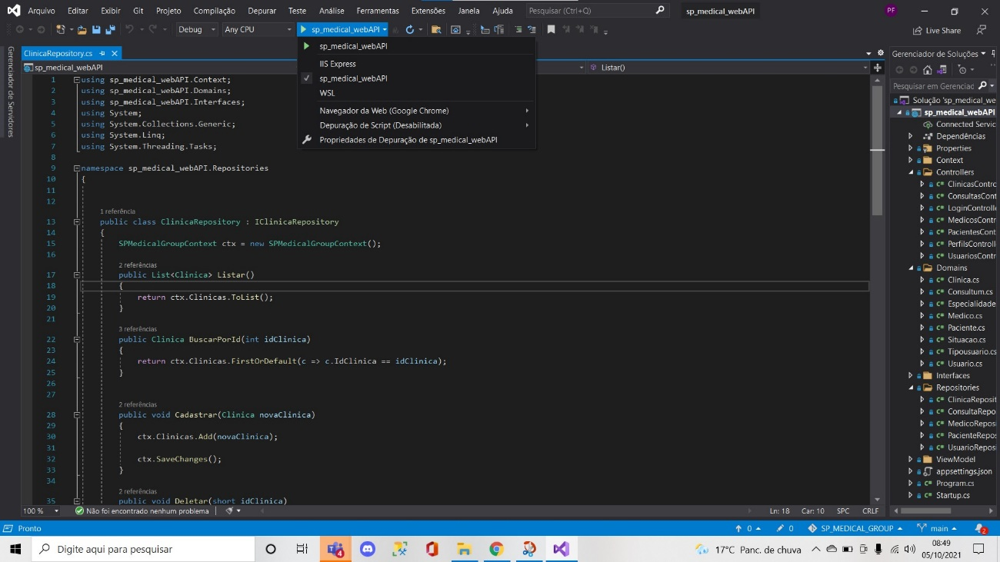 Arquivo Editar Exibir Git Projeto Compilação Depurar Teste Análise Ferramentas Extensões Janela Ajuda Pesquisar (Ctrl+Q) sp_medical_webAPI PF
Debug Any CPU sp_medical_webAPI Live Share
sp_medical_webAPI
IIS Express
sp_medical_webAPI
WSL
Navegador da Web (Google Chrome)
Depuração de Script (Desabilitada)
Propriedades de Depuração de sp_medical_webAPI
Gerenciador de Servidores
ClinicaRepository.cs
sp_medical_webAPI Listar()
1 using sp_medical_webAPI.Context;
2 using sp_medical_webAPI.Domains;
3 using sp_medical_webAPI.Interfaces;
4 using System;
5 using System.Collections.Generic;
6 using System.Linq;
7 using System.Threading.Tasks;
8
9 namespace sp_medical_webAPI.Repositories
10 {
11
12
1 referência
13 public class ClinicaRepository : IClinicaRepository
14 {
15 SPMedicalGroupContext ctx = new SPMedicalGroupContext();
16
2 referências
17 public List<Clinica> Listar()
18 {
19 return ctx.Clinicas.ToList();
20 }
21
3 referências
22 public Clinica BuscarPorId(int idClinica)
23 {
24 return ctx.Clinicas.FirstOrDefault(c => c.IdClinica == idClinica);
25 }
26
27
2 referências
28 public void Cadastrar(Clinica novaClinica)
29 {
30 ctx.Clinicas.Add(novaClinica);
31
32 ctx.SaveChanges();
33 }
34
2 referências
35 public void Deletar(short idClinica)
100 % Não foi encontrado nenhum problema Ln: 18 Car: 10 SPC CRLF
Gerenciador de Soluções
Pesquisar em Gerenciad
Solução 'sp_medical_we
sp_medical_webAPI
Connected Servic
Dependências
Properties
Context
Controllers
C# ClinicasContro
C# ConsultasCont
C# LoginControll
C# MedicosContr
C# PacientesCont
C# PerfilsControll
C# UsuariosContr
Domains
C# Clinica.cs
C# Consultum.cs
C# Especialidade
C# Medico.cs
C# Paciente.cs
C# Situacao.cs
C# Tipousuario.cs
C# Usuario.cs
Interfaces
Repositories
C# ClinicaReposit
C# ConsultaRepo
C# MedicoRepos
C# PacienteRepos
C# UsuarioRepos
ViewModel
appsettings.json
C# Program.cs
C# Startup.cs
Pronto 0 0 SP_MEDICAL_GROUP main 2
Digite aqui para pesquisar 4 17°C Panc. de chuva 08:49
05/10/2021